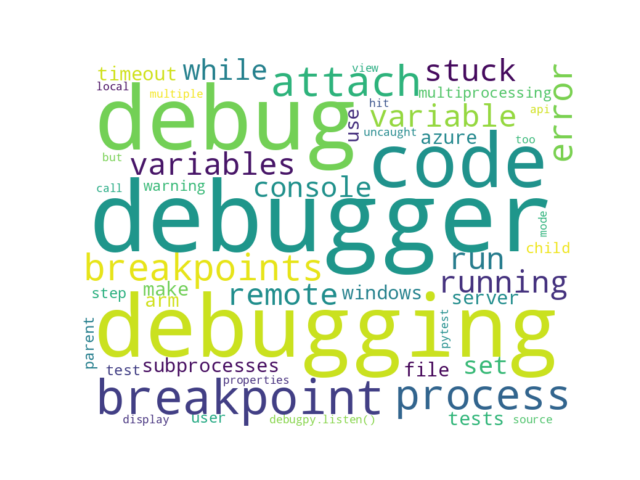 view
timeout while attach stuck error
local debug multiple hit multiprocessing
use variable api
uncaught azure too
but variables code
call warning console
debugger mode
breakpoints run child
step make remote windows running
arm server
parent debugging pytest
test subprocesses file set
properties
breakpoint process
display user debugpy.listen() tests source